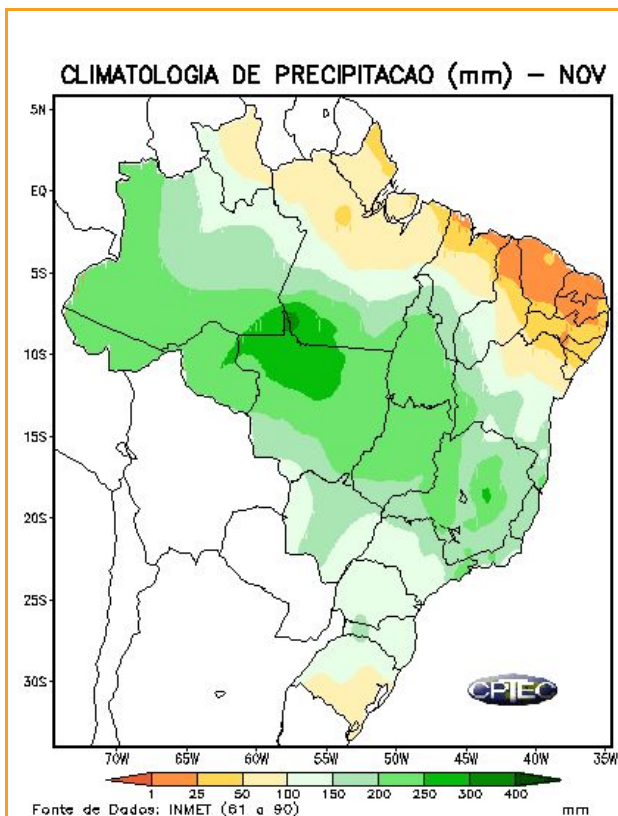 CLIMATOLOGIA DE PRECIPITACAO (mm) – NOV
5N
EQ
5S
10S
15S
20S
25S
30S
70W 65W 60W 55W 50W 45W 40W 35W
CPTEC
1 25 50 100 150 200 250 300 400
Fonte de Dados: INMET (61 a 90) mm